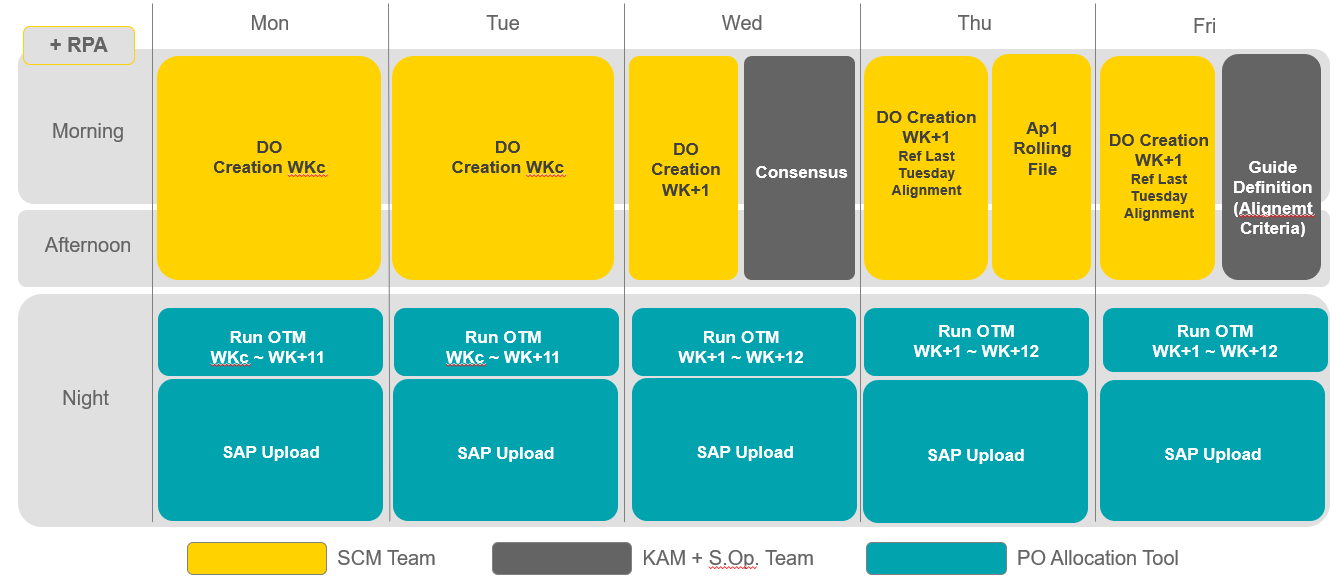 Mon
Tue
Wed
Thu
Fri
+ RPA
Morning
DO
Creation WKc
DO
Creation WKc
DO
Creation
WK+1
Consensus
DO Creation
WK+1
Ref Last
Tuesday
Alignment
Ap1
Rolling
File
DO Creation
WK+1
Ref Last
Tuesday
Alignment
Guide
Definition
(Alignemt
Criteria)
Afternoon
Night
Run OTM
WKc ~ WK+11
Run OTM
WKc ~ WK+11
Run OTM
WK+1 ~ WK+12
Run OTM
WK+1 ~ WK+12
Run OTM
WK+1 ~ WK+12
SAP Upload
SAP Upload
SAP Upload
SAP Upload
SAP Upload
SCM Team
KAM + S.Op. Team
PO Allocation Tool